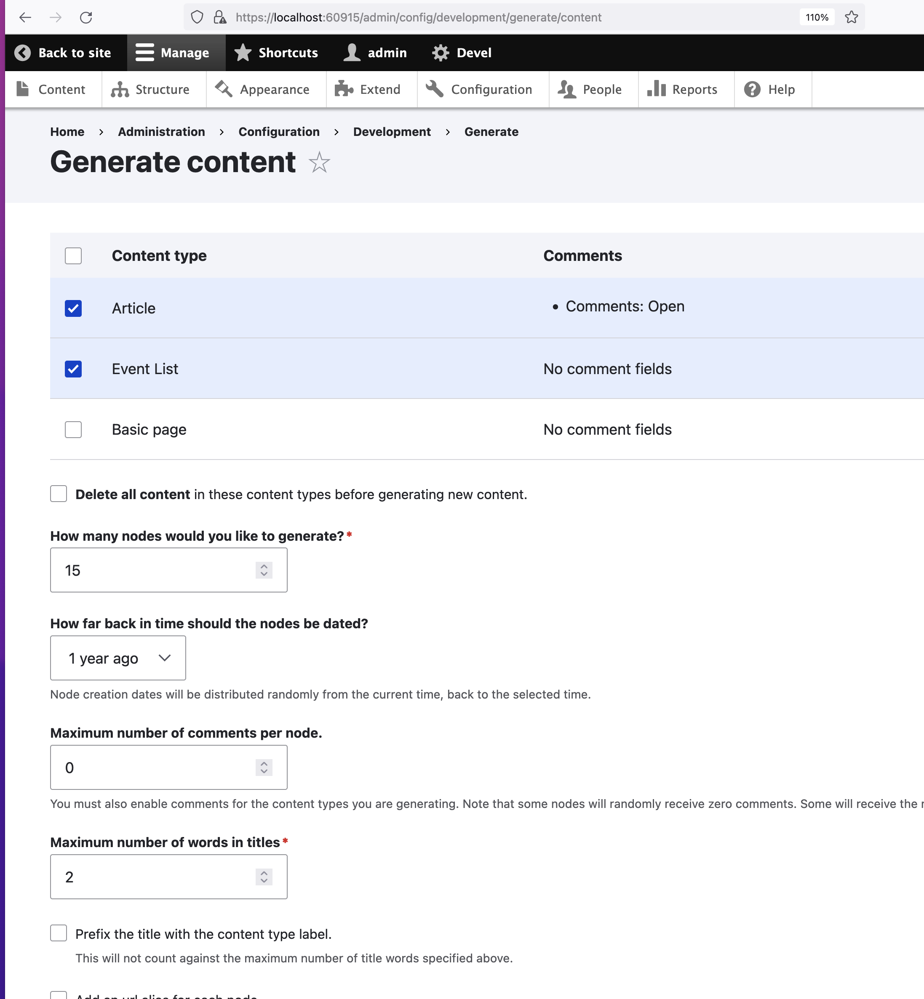 https://localhost:60915/admin/config/development/generate/content 110%
Back to site Manage Shortcuts admin Devel
Content Structure Appearance Extend Configuration People Reports Help
Home › Administration › Configuration › Development › Generate
Generate content
Content type Comments
Article • Comments: Open
Event List No comment fields
Basic page No comment fields
Delete all content in these content types before generating new content.
How many nodes would you like to generate?*
15
How far back in time should the nodes be dated?
1 year ago
Node creation dates will be distributed randomly from the current time, back to the selected time.
Maximum number of comments per node.
0
You must also enable comments for the content types you are generating. Note that some nodes will randomly receive zero comments. Some will receive the
Maximum number of words in titles*
2
Prefix the title with the content type label.
This will not count against the maximum number of title words specified above.
Add an url alias for each node.